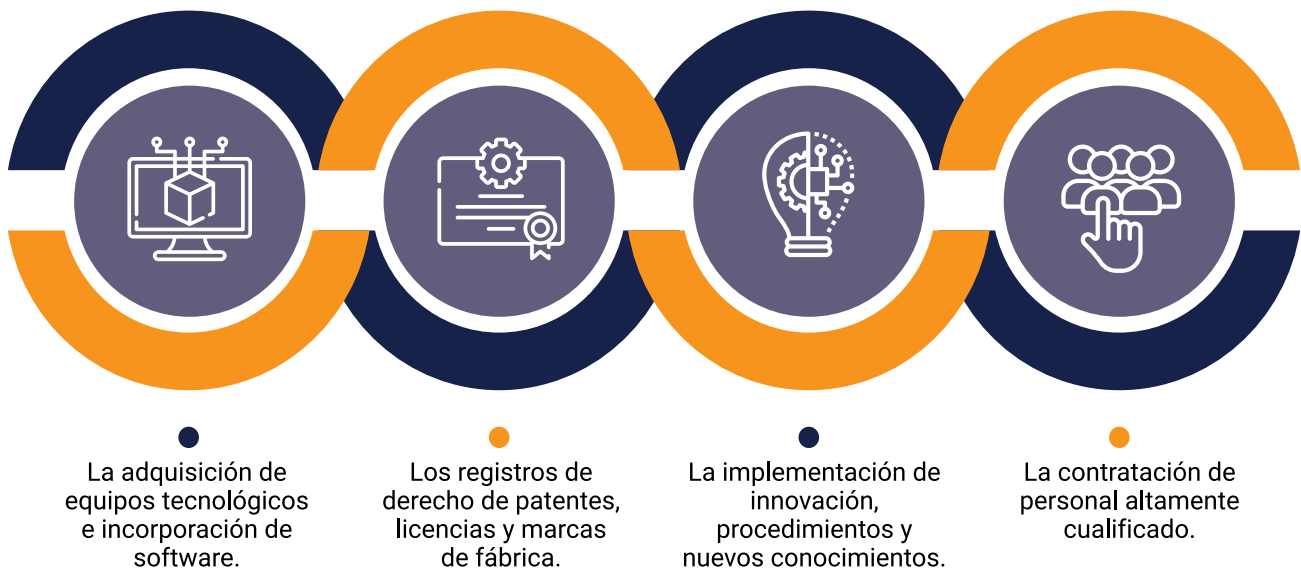 La adquisición de
equipos tecnológicos
e incorporación de
software.
Los registros de
derecho de patentes,
licencias y marcas
de fábrica.
La implementación de
innovación,
procedimientos y
nuevos conocimientos.
La contratación de
personal altamente
cualificado.